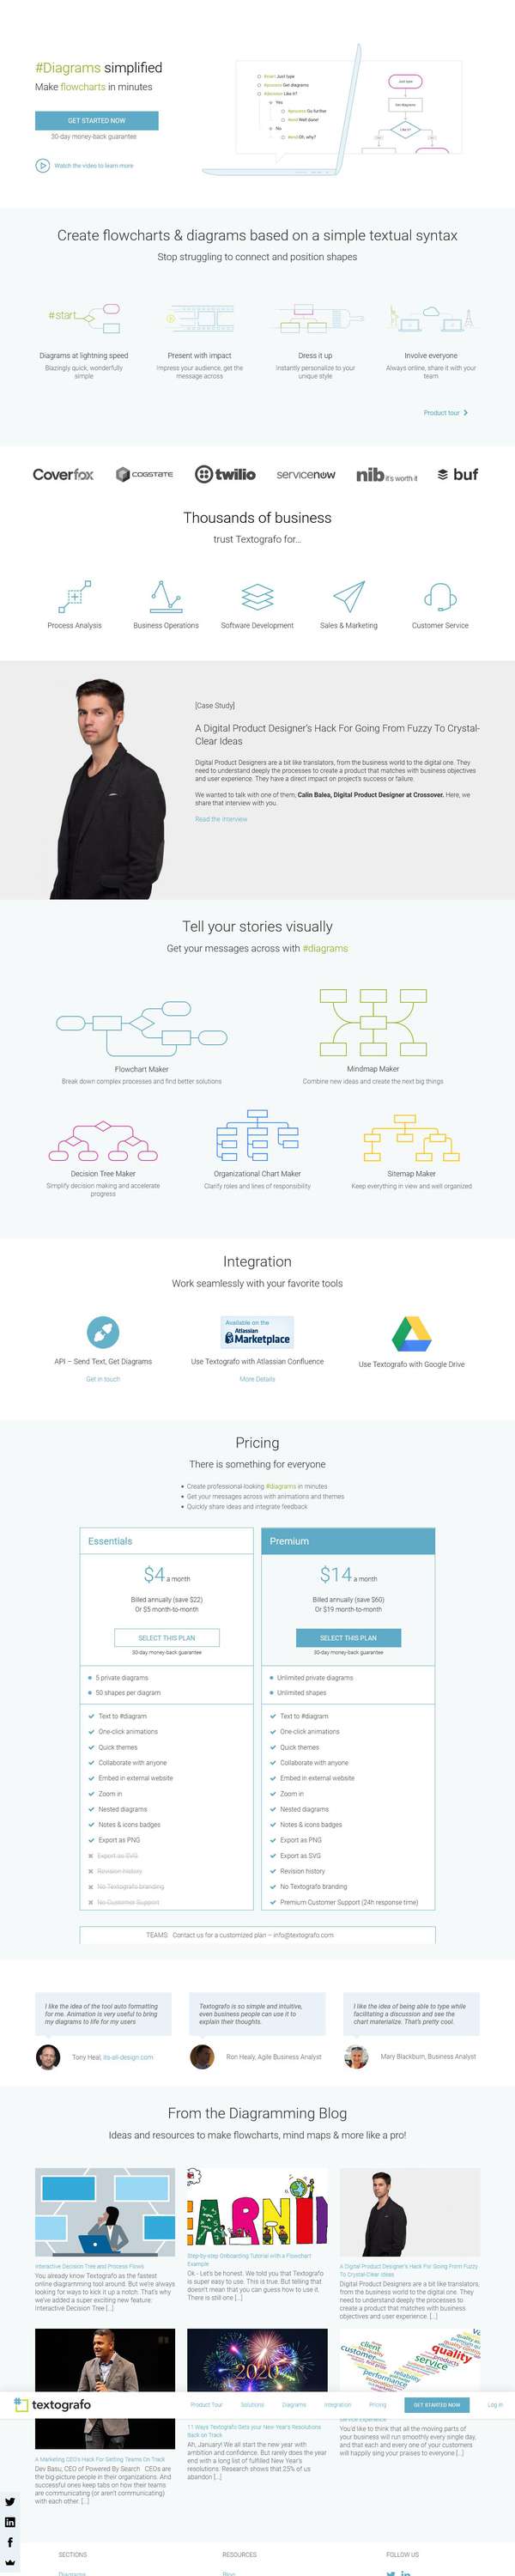 #Diagrams simplified
Make flowcharts in minutes
GET STARTED NOW
30-day money-back guarantee
Watch the video to learn more
#start Just type
#process Get diagrams
#decision Like it?
Yes
#process Go further
#end Well done!
No
#end Oh, why?
Create flowcharts & diagrams based on a simple textual syntax
Stop struggling to connect and position shapes
#start
Diagrams at lightning speed
Blazingly quick, wonderfully
simple
Present with impact
Impress your audience, get the
message across
Dress it up
Instantly personalize to your
unique style
Involve everyone
Always online, share it with your
team
Product tour
Coverfox
COGSTATE
twilio
servicenow
nib it's worth it
buf
Thousands of business
trust Textografo for...
Process Analysis
Business Operations
Software Development
Sales & Marketing
Customer Service
[Case Study]
A Digital Product Designer's Hack For Going From Fuzzy To Crystal-
Clear Ideas
Digital Product Designers are a bit like translators, from the business world to the digital one. They
need to understand deeply the processes to create a product that matches with business objectives
and user experience. They have a direct impact on project's success or failure.
We wanted to talk with one of them, Calin Balea, Digital Product Designer at Crossover. Here, we
share that interview with you.
Read the interview
Tell your stories visually
Get your messages across with #diagrams
Flowchart Maker
Break down complex processes and find better solutions
Mindmap Maker
Combine new ideas and create the next big things
Decision Tree Maker
Simplify decision making and accelerate
progress
Organizational Chart Maker
Clarify roles and lines of responsibility
Sitemap Maker
Keep everything in view and well organized
Integration
Work seamlessly with your favorite tools
API – Send Text, Get Diagrams
Get in touch
Available on the
Atlassian
Marketplace
Use Textografo with Atlassian Confluence
More Details
Use Textografo with Google Drive
Pricing
There is something for everyone
Create professional-looking #diagrams in minutes
Get your messages across with animations and themes
Quickly share ideas and integrate feedback
Essentials
$4 a month
Billed annually (save $22)
Or $5 month-to-month
SELECT THIS PLAN
30-day money-back guarantee
5 private diagrams
50 shapes per diagram
Text to #diagram
One-click animations
Quick themes
Collaborate with anyone
Embed in external website
Zoom in
Nested diagrams
Notes & icons badges
Export as PNG
Export as SVG
Revision history
No Textografo branding
No Customer Support
Premium
$14 a month
Billed annually (save $60)
Or $19 month-to-month
SELECT THIS PLAN
30-day money-back guarantee
Unlimited private diagrams
Unlimited shapes
Text to #diagram
One-click animations
Quick themes
Collaborate with anyone
Embed in external website
Zoom in
Nested diagrams
Notes & icons badges
Export as PNG
Export as SVG
Revision history
No Textografo branding
Premium Customer Support (24h response time)
TEAMS Contact us for a customized plan – info@textografo.com
I like the idea of the tool auto formatting
for me. Animation is very useful to bring
my diagrams to life for my users
Tony Heal, its-all-design.com
Textografo is so simple and intuitive,
even business people can use it to
explain their thoughts.
Ron Healy, Agile Business Analyst
I like the idea of being able to type while
facilitating a discussion and see the
chart materialize. That's pretty cool.
Mary Blackburn, Business Analyst
From the Diagramming Blog
Ideas and resources to make flowcharts, mind maps & more like a pro!
Interactive Decision Tree and Process Flows
You already know Textografo as the fastest
online diagramming tool around. But we're always
looking for ways to kick it up a notch. That's why
we've added a super exciting new feature:
Interactive Decision Tree [...]
Step-by-step Onboarding Tutorial with a Flowchart
Example
Ok - Let's be honest. We told you that Textografo
is super easy to use. This is true. But telling that
doesn't mean that you can guess how to use it.
There is still one [...]
A Digital Product Designer's Hack For Going From Fuzzy
To Crystal-Clear Ideas
Digital Product Designers are a bit like translators,
from the business world to the digital one. They
need to understand deeply the processes to
create a product that matches with business
objectives and user experience. [...]
2020
quality
customer
service
products
performance
reliability
textografo
Product Tour
Solutions
Diagrams
Integration
Pricing
GET STARTED NOW
Log in
A Marketing CEO's Hack For Getting Teams On Track
Dev Basu, CEO of Powered By Search CEOs are
the big-picture people in their organizations. And
successful ones keep tabs on how their teams
are communicating (or aren't communicating)
with each other. [...]
11 Ways Textografo Gets your New Year's Resolutions
Back on Track
Ah, January! We all start the new year with
ambition and confidence. But rarely does the year
end with a long list of fulfilled New Year's
resolutions. Research shows that 25% of us
abandon [...]
You'd like to think that all the moving parts of
your business will run smoothly every single day,
and that each and every one of your customers
will happily sing your praises to everyone [...]
SECTIONS
Diagrams
RESOURCES
Blog
FOLLOW US